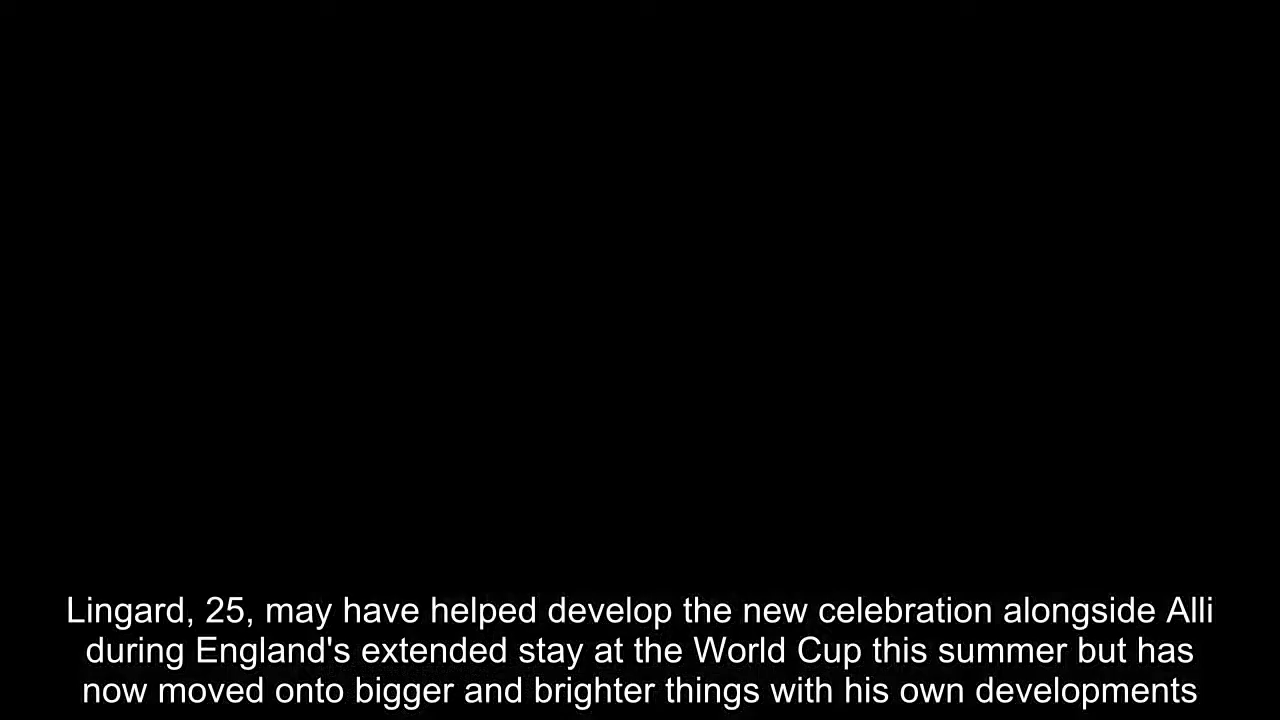 Lingard, 25, may have helped develop the new celebration alongside Alli
during England's extended stay at the World Cup this summer but has
now moved onto bigger and brighter things with his own developments